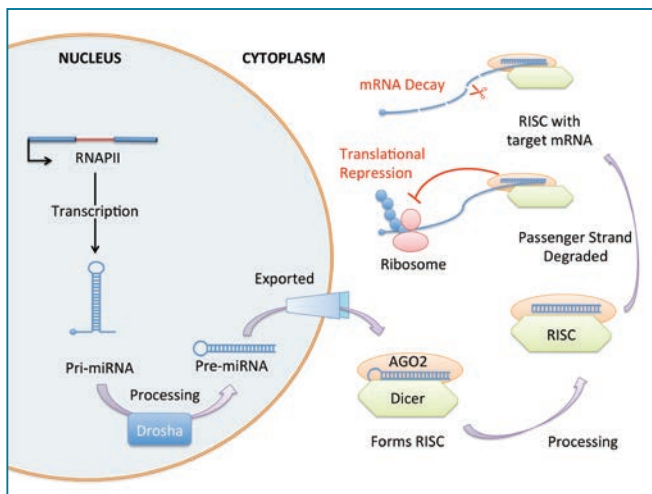 NUCLEUS
CYTOPLASM
RNAPII
Transcription
Pri-miRNA
Processing
Drosha
Pre-miRNA
Exported
AGO2
Dicer
Forms RISC
Processing
RISC
Passenger Strand
Degraded
mRNA Decay
RISC with
target mRNA
Translational
Repression
Ribosome